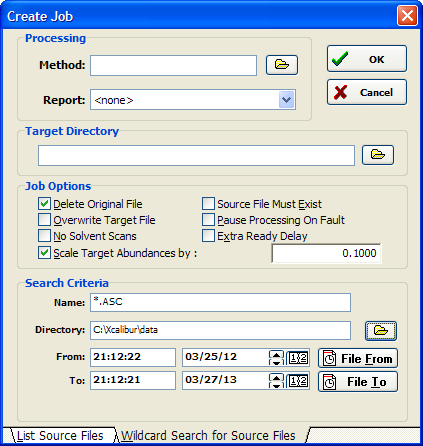 Create Job
Processing
Method:
OK
Report: <none>
Cancel
Target Directory
Job Options
Delete Original File
Source File Must Exist
Overwrite Target File
Pause Processing On Fault
No Solvent Scans
Extra Ready Delay
Scale Target Abundances by : 0.1000
Search Criteria
Name: *.ASC
Directory: C:\Xcalibur\data
From: 21:12:22 03/25/12 12 File From
To: 21:12:21 03/27/13 12 File To
List Source Files Wildcard Search for Source Files